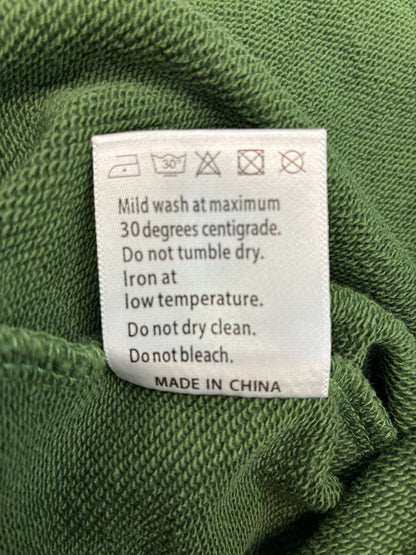 30°
Mild wash at maximum
30 degrees centigrade.
Do not tumble dry.
Iron at
low temperature.
Do not dry clean.
Do not bleach.
MADE IN CHINA